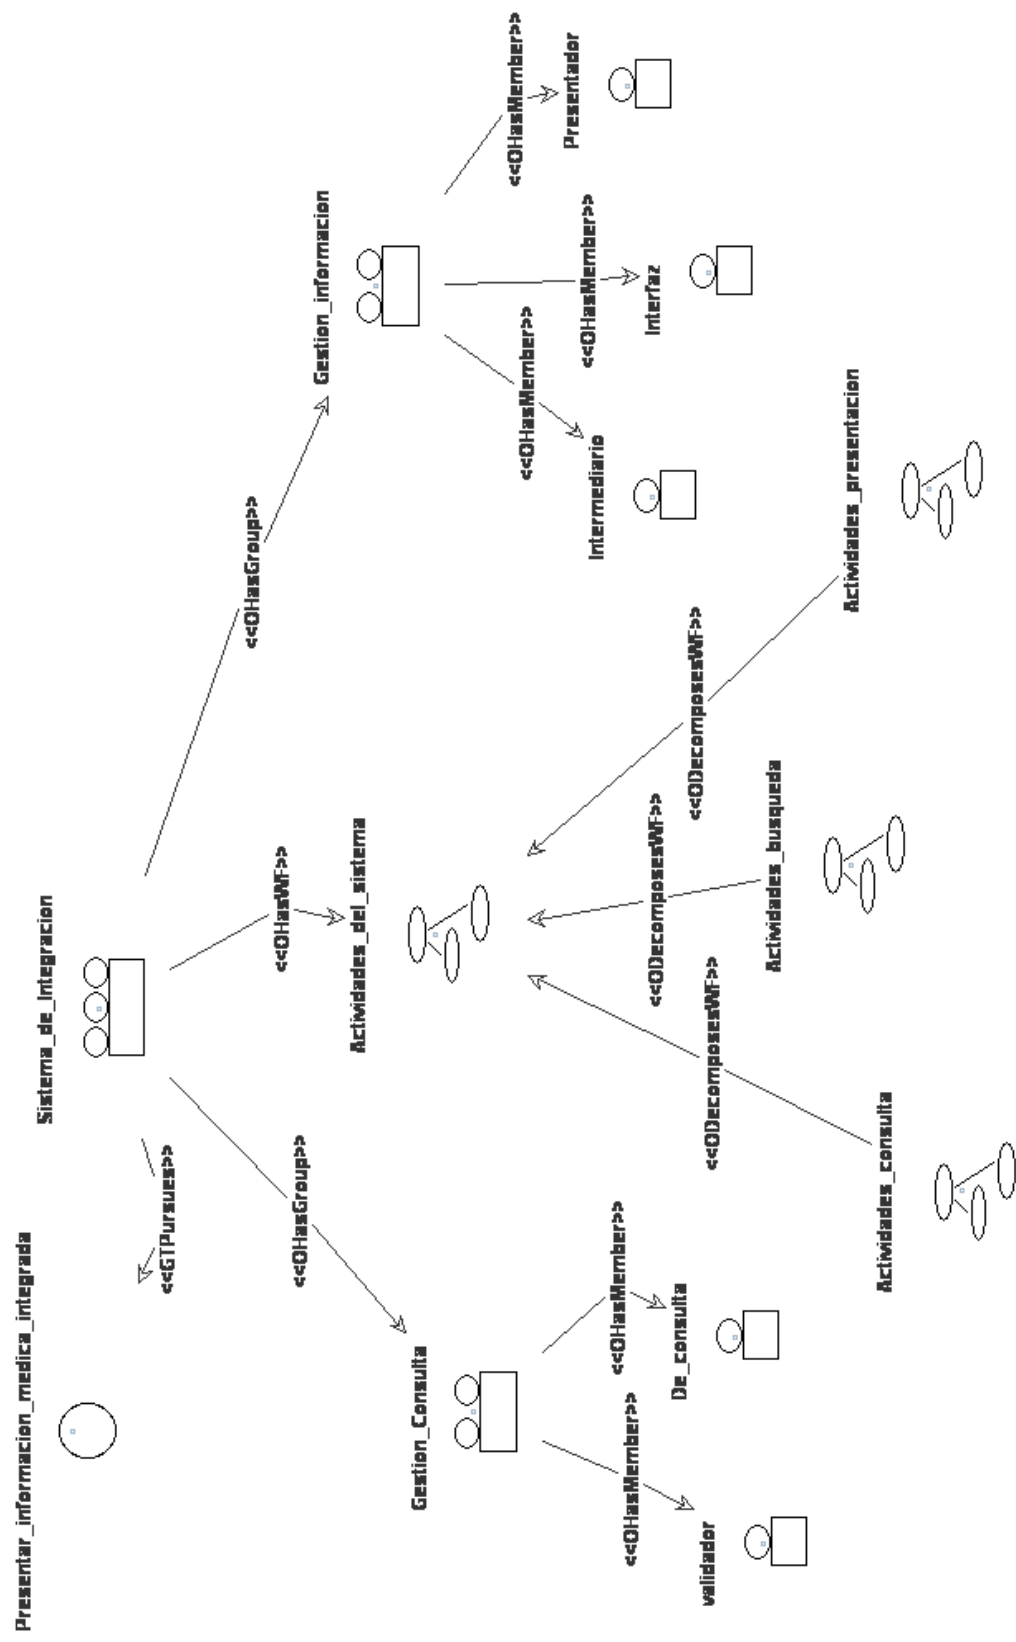 Presentar_informacion_medica_integrada
Sistema_de_Integracion
<<GTPursues>>
<<OHasGroup>>
<<OHasWF>>
<<OHasGroup>>
Gestion_Consulta
Actividades_del_sistema
Gestion_informacion
<<OHasMember>>
<<OHasMember>>
<<OHasMember>>
<<OHasMember>>
<<OHasMember>>
validador
De_consulta
Intermediario
Interfaz
Presentador
<<ODecomposesWF>>
<<ODecomposesWF>>
<<ODecomposesWF>>
Actividades_consulta
Actividades_busqueda
Actividades_presentacion